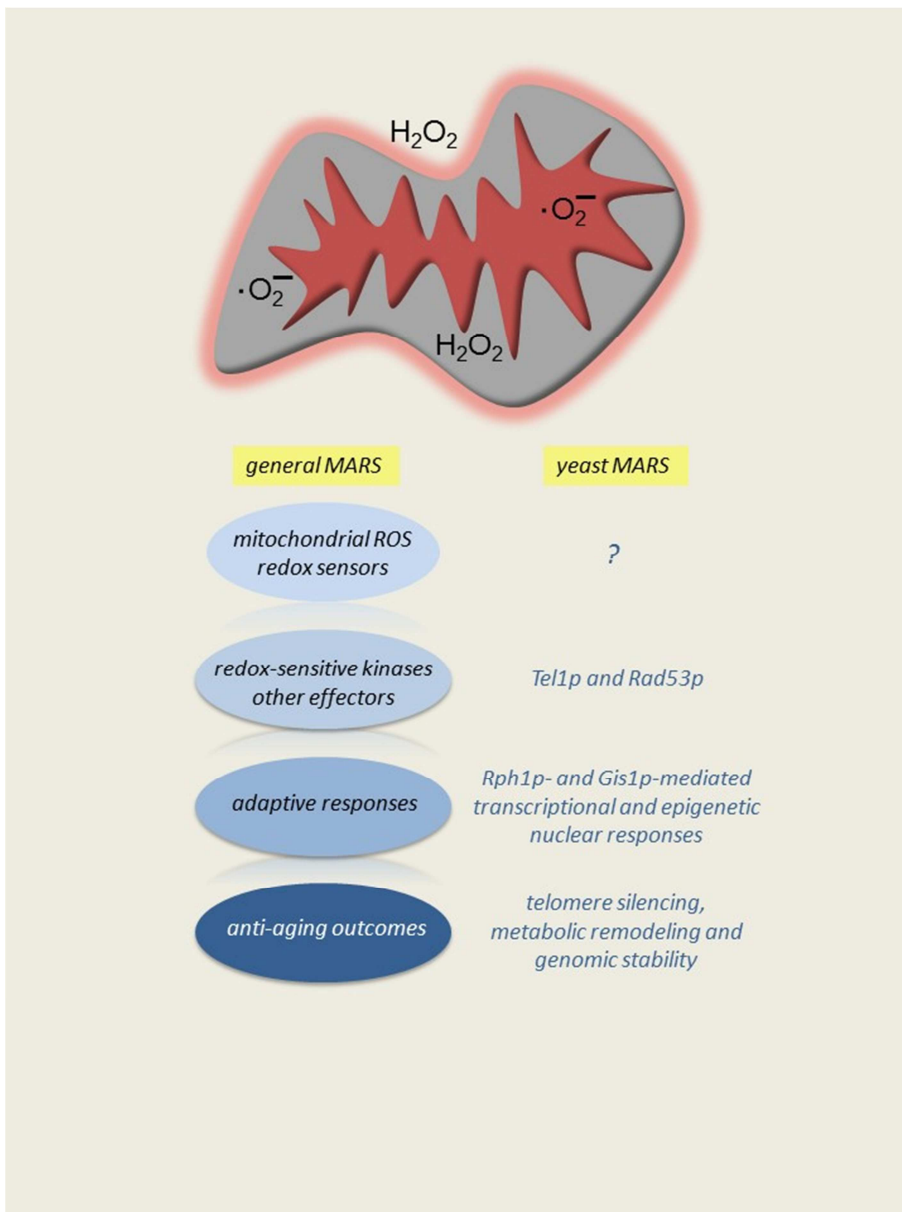 H₂O₂
·O₂⁻
·O₂⁻
H₂O₂
general MARS
yeast MARS
mitochondrial ROS
redox sensors
?
redox-sensitive kinases
other effectors
Tel1p and Rad53p
adaptive responses
Rph1p- and Gis1p-mediated
transcriptional and epigenetic
nuclear responses
anti-aging outcomes
telomere silencing,
metabolic remodeling and
genomic stability